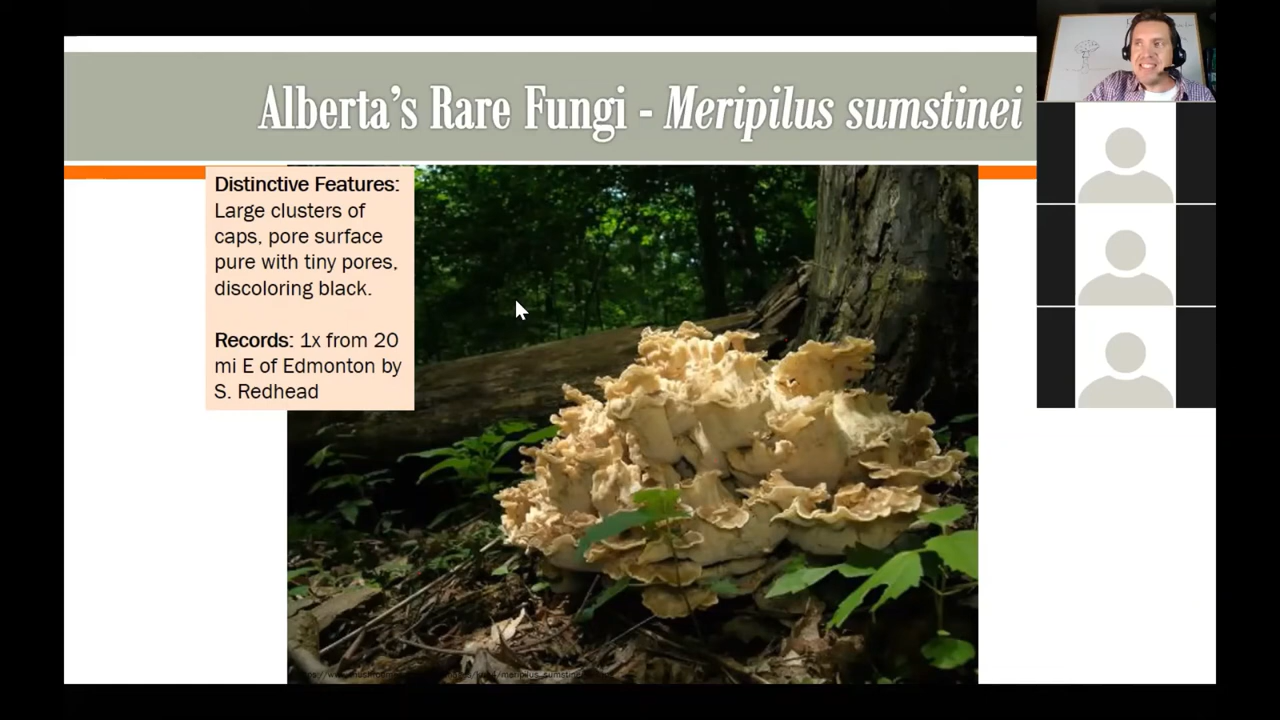 Alberta's Rare Fungi - Meripilus sumstinei
Distinctive Features:
Large clusters of
caps, pore surface
pure with tiny pores,
discoloring black.
Records: 1x from 20
mi E of Edmonton by
S. Redhead